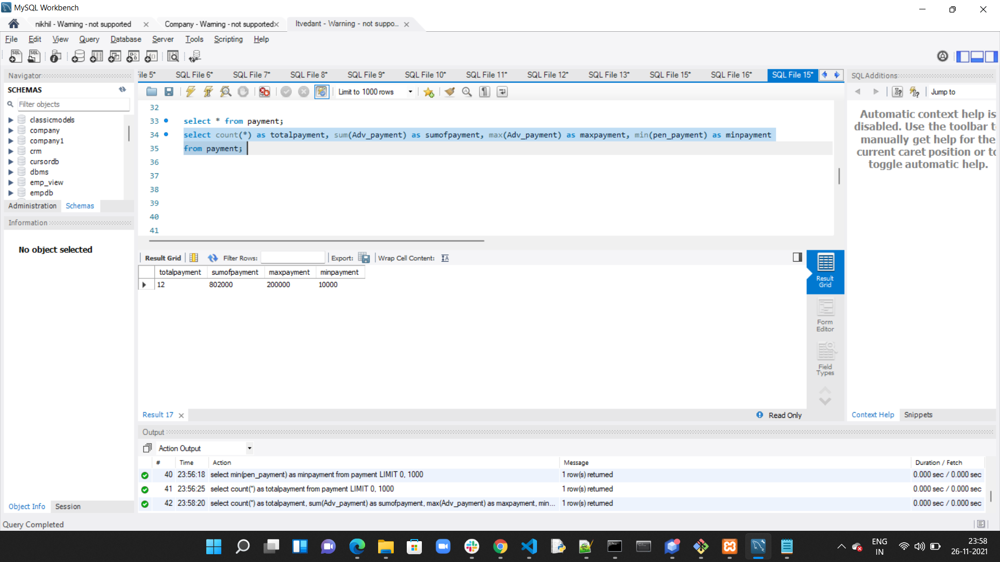 MySQL Workbench
nikhil - Warning - not supported
Company - Warning - not supported
Itvedant - Warning - not suppo...
File Edit View Query Database Server Tools Scripting Help
Navigator
SCHEMAS
Filter objects
classicmodels
company
company1
crm
cursordb
dbms
emp_view
empdb
Administration Schemas
Information
No object selected
Object Info Session
Query Completed
ile 5* SQL File 6* SQL File 7* SQL File 8* SQL File 9* SQL File 10* SQL File 11* SQL File 12* SQL File 13* SQL File 15* SQL File 16* SQL File 15*
Limit to 1000 rows
32
33 select * from payment;
34 select count(*) as totalpayment, sum(Adv_payment) as sumofpayment, max(Adv_payment) as maxpayment, min(pen_payment) as minpayment
35 from payment;
36
37
38
39
40
41
Result Grid Filter Rows: Export: Wrap Cell Content:
totalpayment sumofpayment maxpayment minpayment
12 802000 200000 10000
Result Grid
Form Editor
Field Types
Result 17
Read Only
SQLAdditions
Jump to
Automatic context help is
disabled. Use the toolbar t
manually get help for the
current caret position or to
toggle automatic help.
Context Help Snippets
Output
Action Output
# Time Action Message Duration / Fetch
40 23:56:18 select min(pen_payment) as minpayment from payment LIMIT 0, 1000 1 row(s) returned 0.000 sec / 0.000 sec
41 23:56:25 select count(*) as totalpayment from payment LIMIT 0, 1000 1 row(s) returned 0.000 sec / 0.000 sec
42 23:58:20 select count(*) as totalpayment, sum(Adv_payment) as sumofpayment, max(Adv_payment) as maxpayment, min... 1 row(s) returned 0.000 sec / 0.000 sec
ENG
IN
23:58
26-11-2021